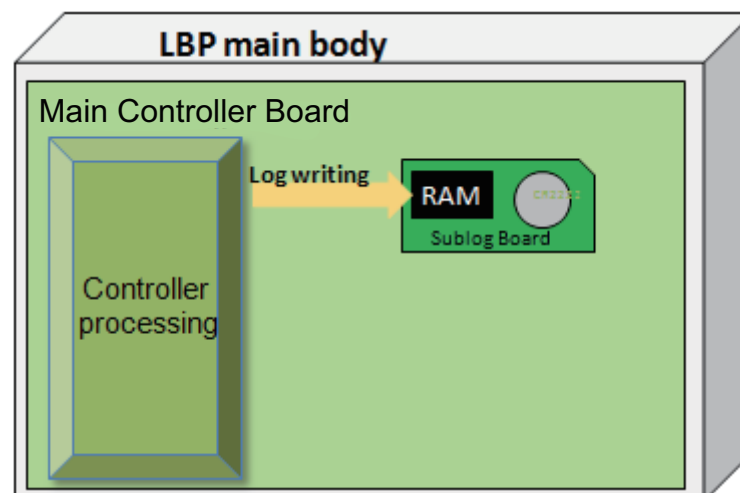 LBP main body
Main Controller Board
Log writing
RAM
Sublog Board
Controller
processing